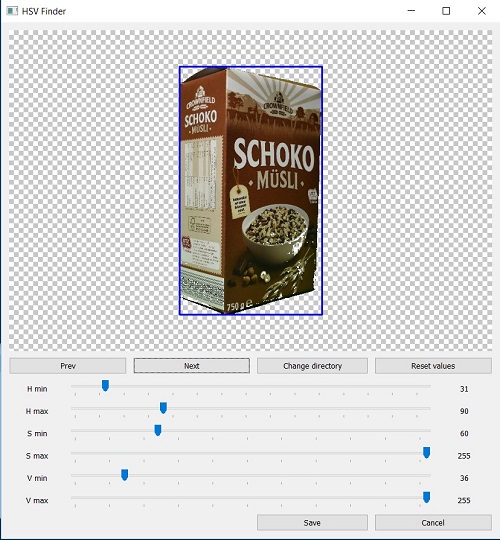 HSV Finder
CROWNFIELD
SCHOKO
MÜSLI
CROWNFIELD
SCHOKO
· MÜSLI ·
750 g e
Prev
Next
Change directory
Reset values
H min
31
H max
90
S min
60
S max
255
V min
36
V max
255
Save
Cancel